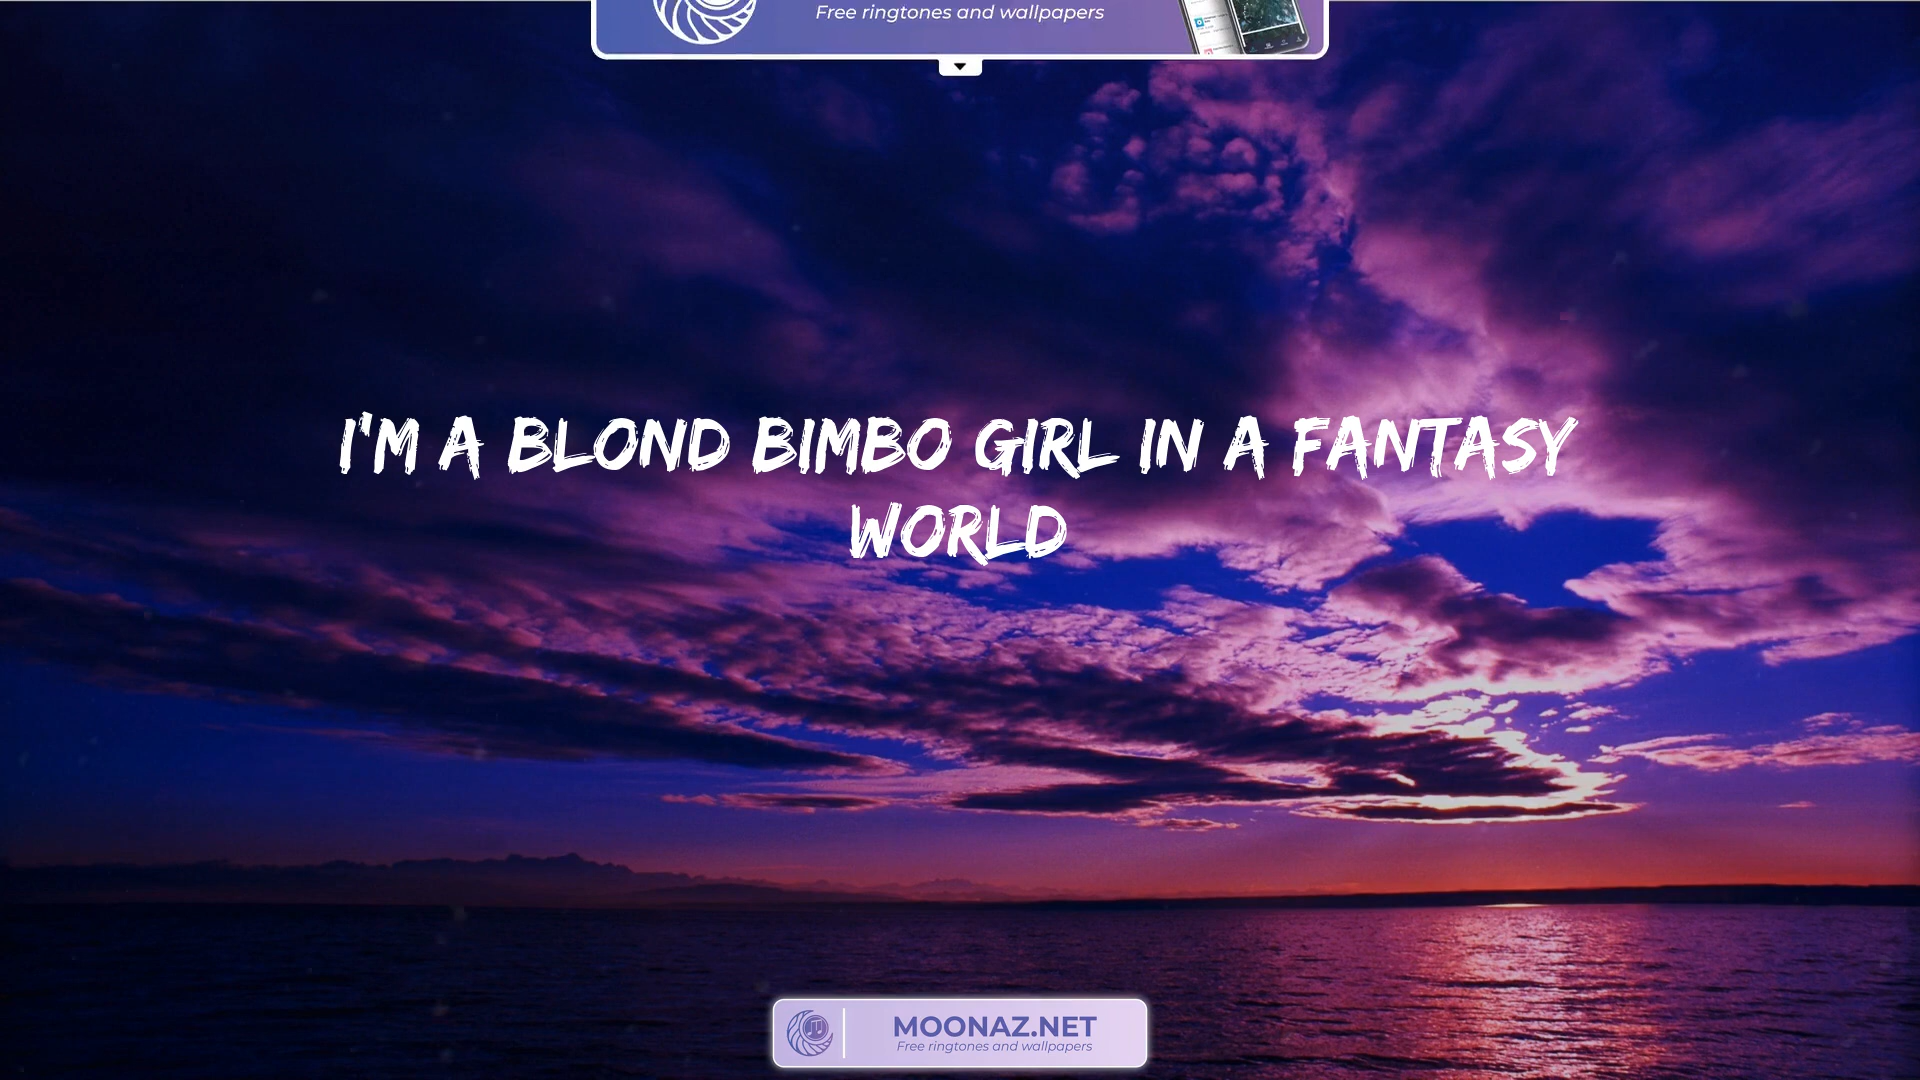 Free ringtones and wallpapers
I'M A BLOND BIMBO GIRL IN A FANTASY
WORLD
MOONAZ.NET
Free ringtones and wallpapers